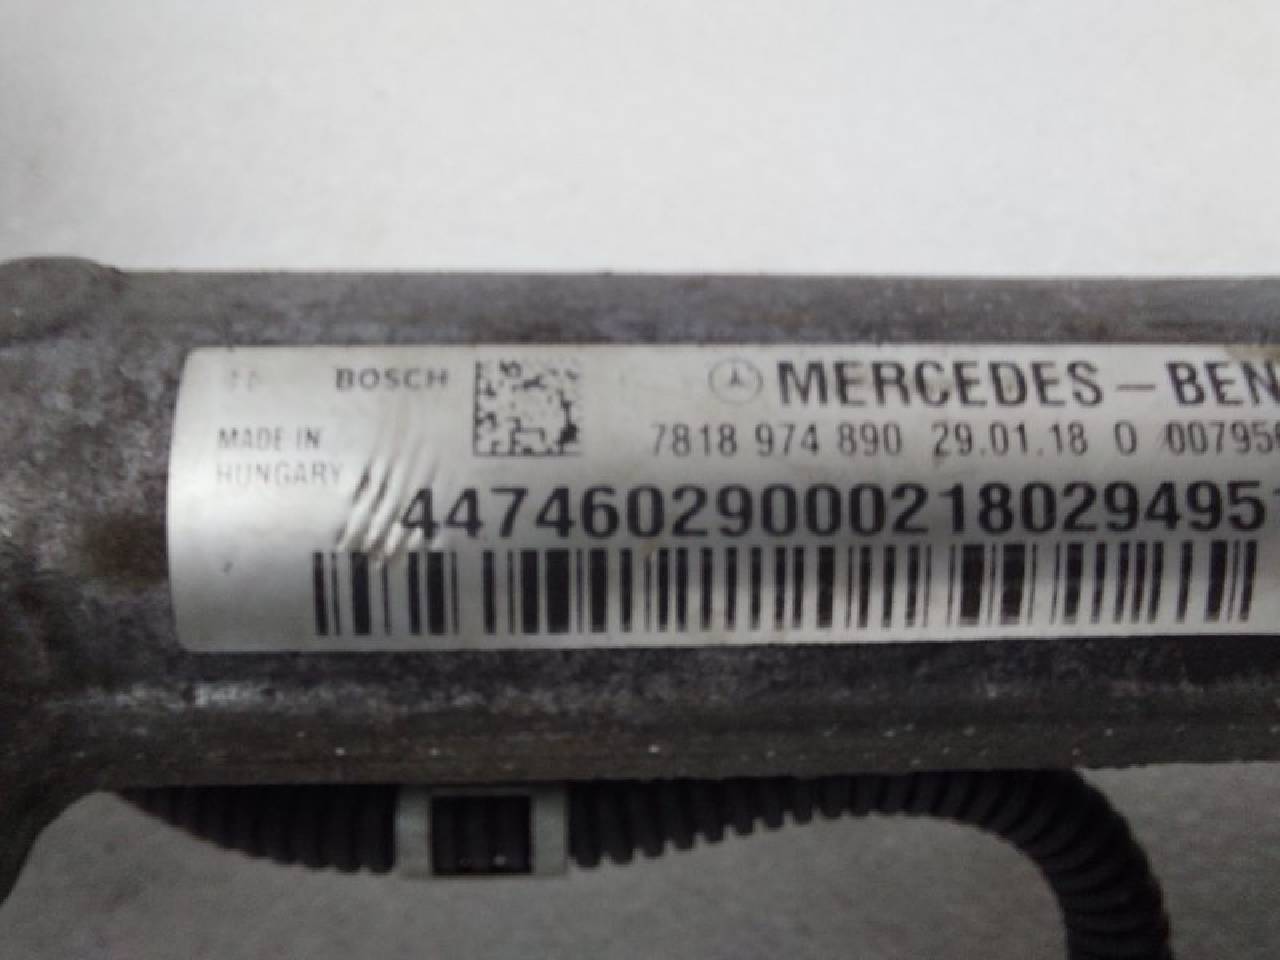 BOSCH
MERCEDES-BEN
MADE IN
HUNGARY
7818 974 890 29.01.18 0 00795
4474602900021802949 5